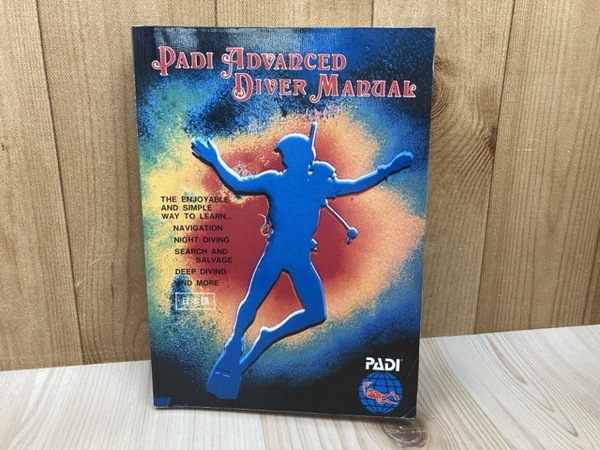 PADI ADVANCED
DIVER MANUAL
THE ENJOYABLE
AND SIMPLE
WAY TO LEARN...
NAVIGATION
NIGHT DIVING
SEARCH AND
SALVAGE
DEEP DIVING
AND MORE
日本語
PADI